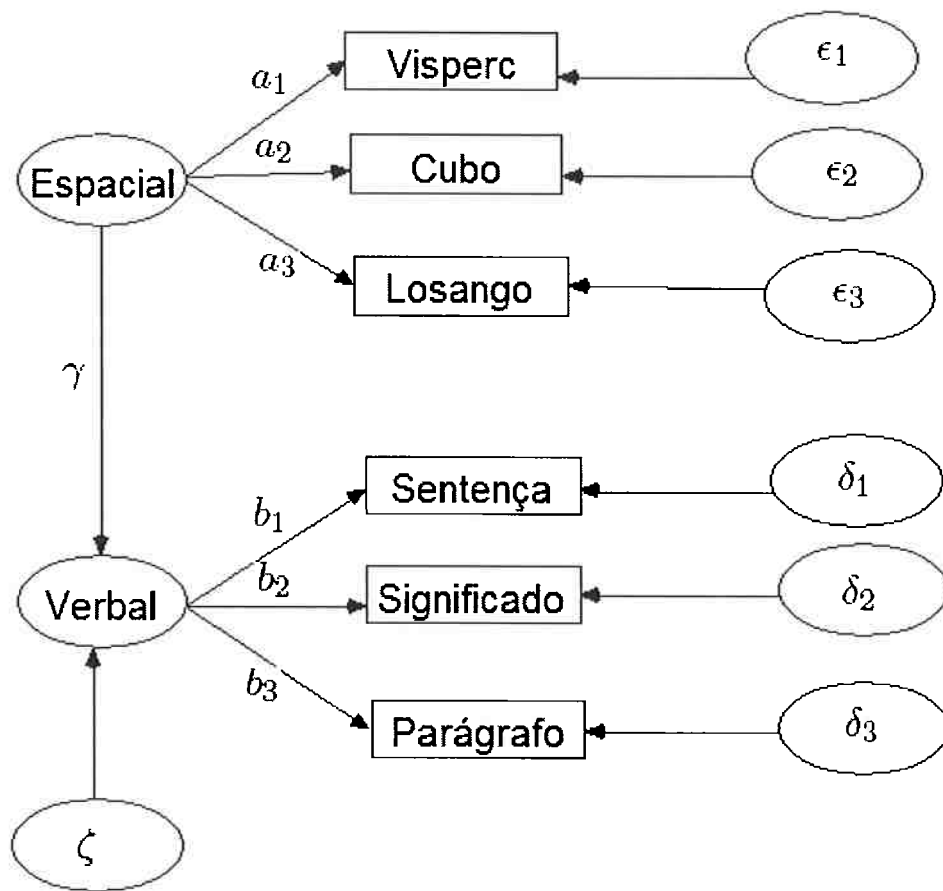 Visperc
ϵ1
a1
a2
Espacial
Cubo
ϵ2
a3
Losango
ϵ3
γ
Sentença
δ1
b1
b2
Verbal
Significado
δ2
b3
Parágrafo
δ3
ζ